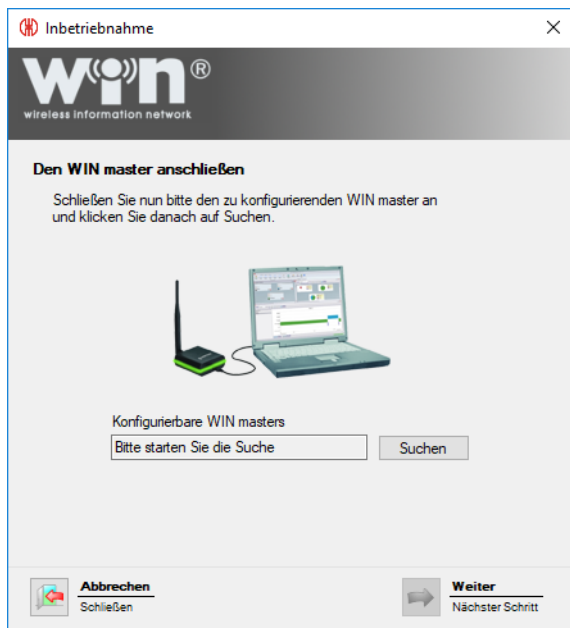 Inbetriebnahme
WIN®
wireless information network
Den WIN master anschließen
Schließen Sie nun bitte den zu konfigurierenden WIN master an
und klicken Sie danach auf Suchen.
Konfigurierbare WIN masters
Bitte starten Sie die Suche
Suchen
Abbrechen
Schließen
Weiter
Nächster Schritt